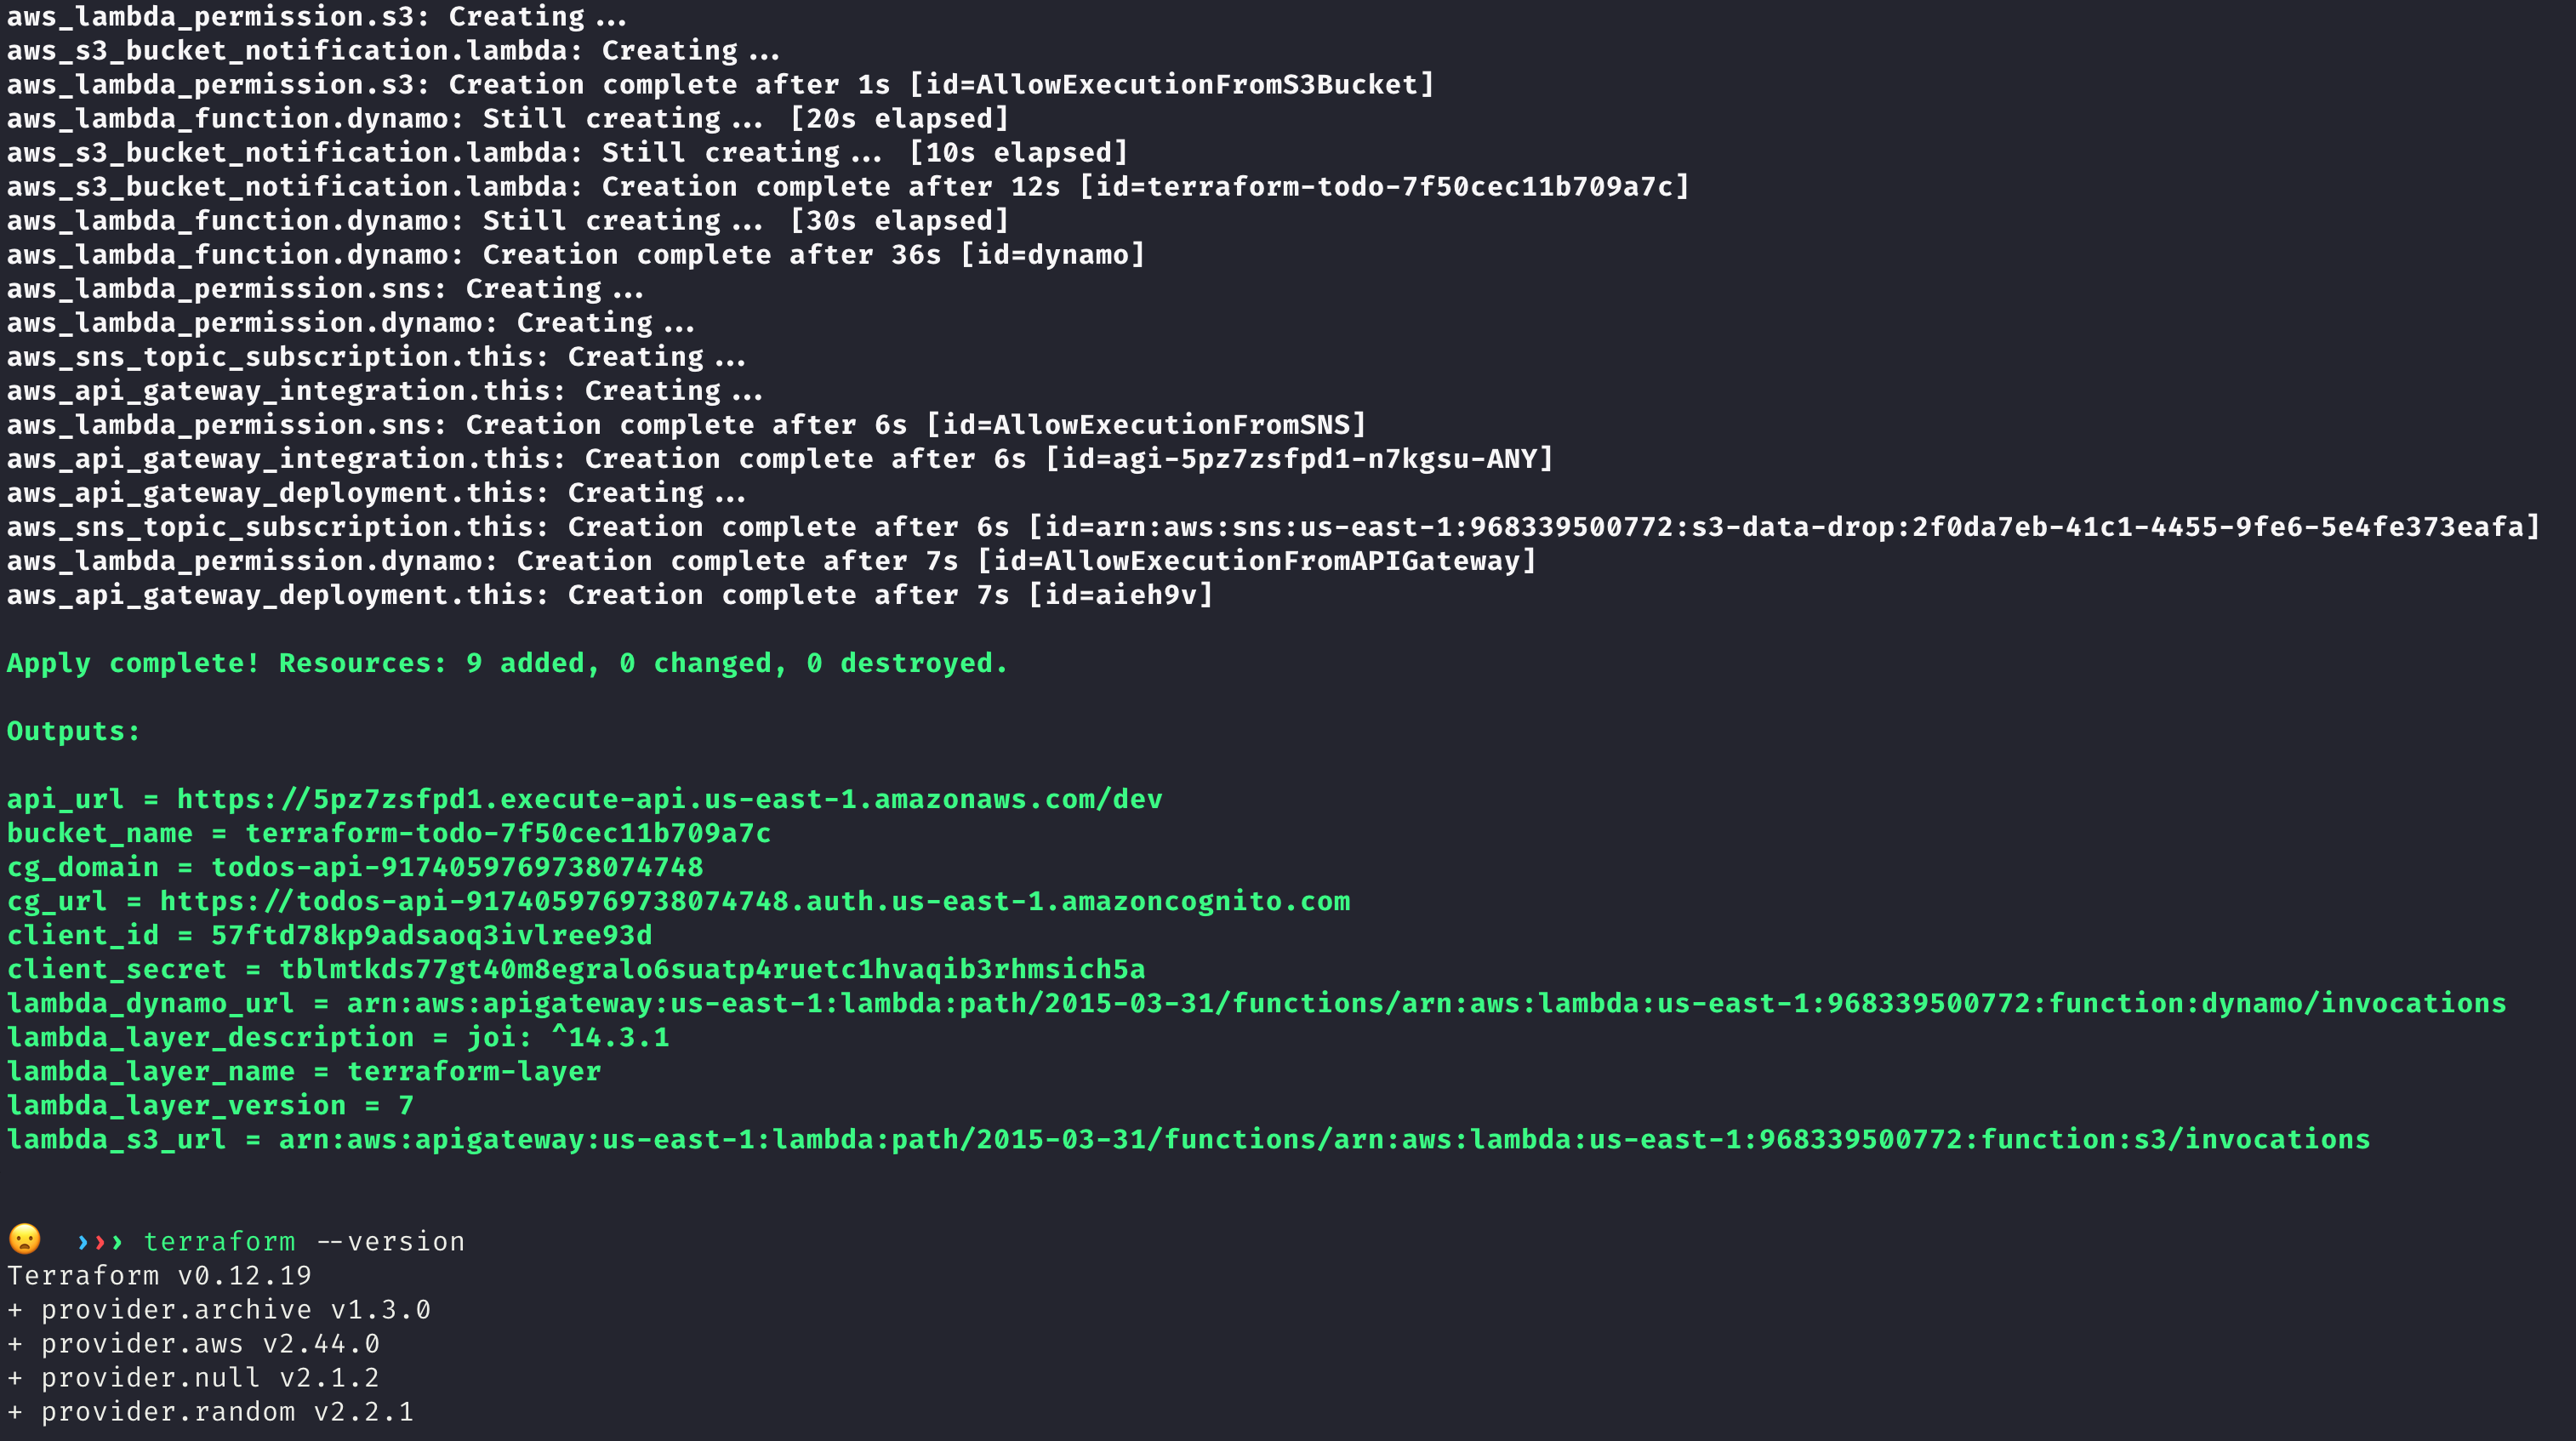 aws_lambda_permission.s3: Creating...
aws_s3_bucket_notification.lambda: Creating...
aws_lambda_permission.s3: Creation complete after 1s [id=AllowExecutionFromS3Bucket]
aws_lambda_function.dynamo: Still creating... [20s elapsed]
aws_s3_bucket_notification.lambda: Still creating... [10s elapsed]
aws_s3_bucket_notification.lambda: Creation complete after 12s [id=terraform-todo-7f50cec11b709a7c]
aws_lambda_function.dynamo: Still creating... [30s elapsed]
aws_lambda_function.dynamo: Creation complete after 36s [id=dynamo]
aws_lambda_permission.sns: Creating...
aws_lambda_permission.dynamo: Creating...
aws_sns_topic_subscription.this: Creating...
aws_api_gateway_integration.this: Creating...
aws_lambda_permission.sns: Creation complete after 6s [id=AllowExecutionFromSNS]
aws_api_gateway_integration.this: Creation complete after 6s [id=agi-5pz7zsfpd1-n7kgsu-ANY]
aws_api_gateway_deployment.this: Creating...
aws_sns_topic_subscription.this: Creation complete after 6s [id=arn:aws:sns:us-east-1:968339500772:s3-data-drop:2f0da7eb-41c1-4455-9fe6-5e4fe373eafa]
aws_lambda_permission.dynamo: Creation complete after 7s [id=AllowExecutionFromAPIGateway]
aws_api_gateway_deployment.this: Creation complete after 7s [id=aieh9v]
Apply complete! Resources: 9 added, 0 changed, 0 destroyed.
Outputs:
api_url = https://5pz7zsfpd1.execute-api.us-east-1.amazonaws.com/dev
bucket_name = terraform-todo-7f50cec11b709a7c
cg_domain = todos-api-9174059769738074748
cg_url = https://todos-api-9174059769738074748.auth.us-east-1.amazoncognito.com
client_id = 57ftd78kp9adsaoq3ivlree93d
client_secret = tblmtkds77gt40m8egralo6suatp4ruetc1hvaqib3rhmsich5a
lambda_dynamo_url = arn:aws:apigateway:us-east-1:lambda:path/2015-03-31/functions/arn:aws:lambda:us-east-1:968339500772:function:dynamo/invocations
lambda_layer_description = joi: ^14.3.1
lambda_layer_name = terraform-layer
lambda_layer_version = 7
lambda_s3_url = arn:aws:apigateway:us-east-1:lambda:path/2015-03-31/functions/arn:aws:lambda:us-east-1:968339500772:function:s3/invocations
😦 ››› terraform --version
Terraform v0.12.19
+ provider.archive v1.3.0
+ provider.aws v2.44.0
+ provider.null v2.1.2
+ provider.random v2.2.1